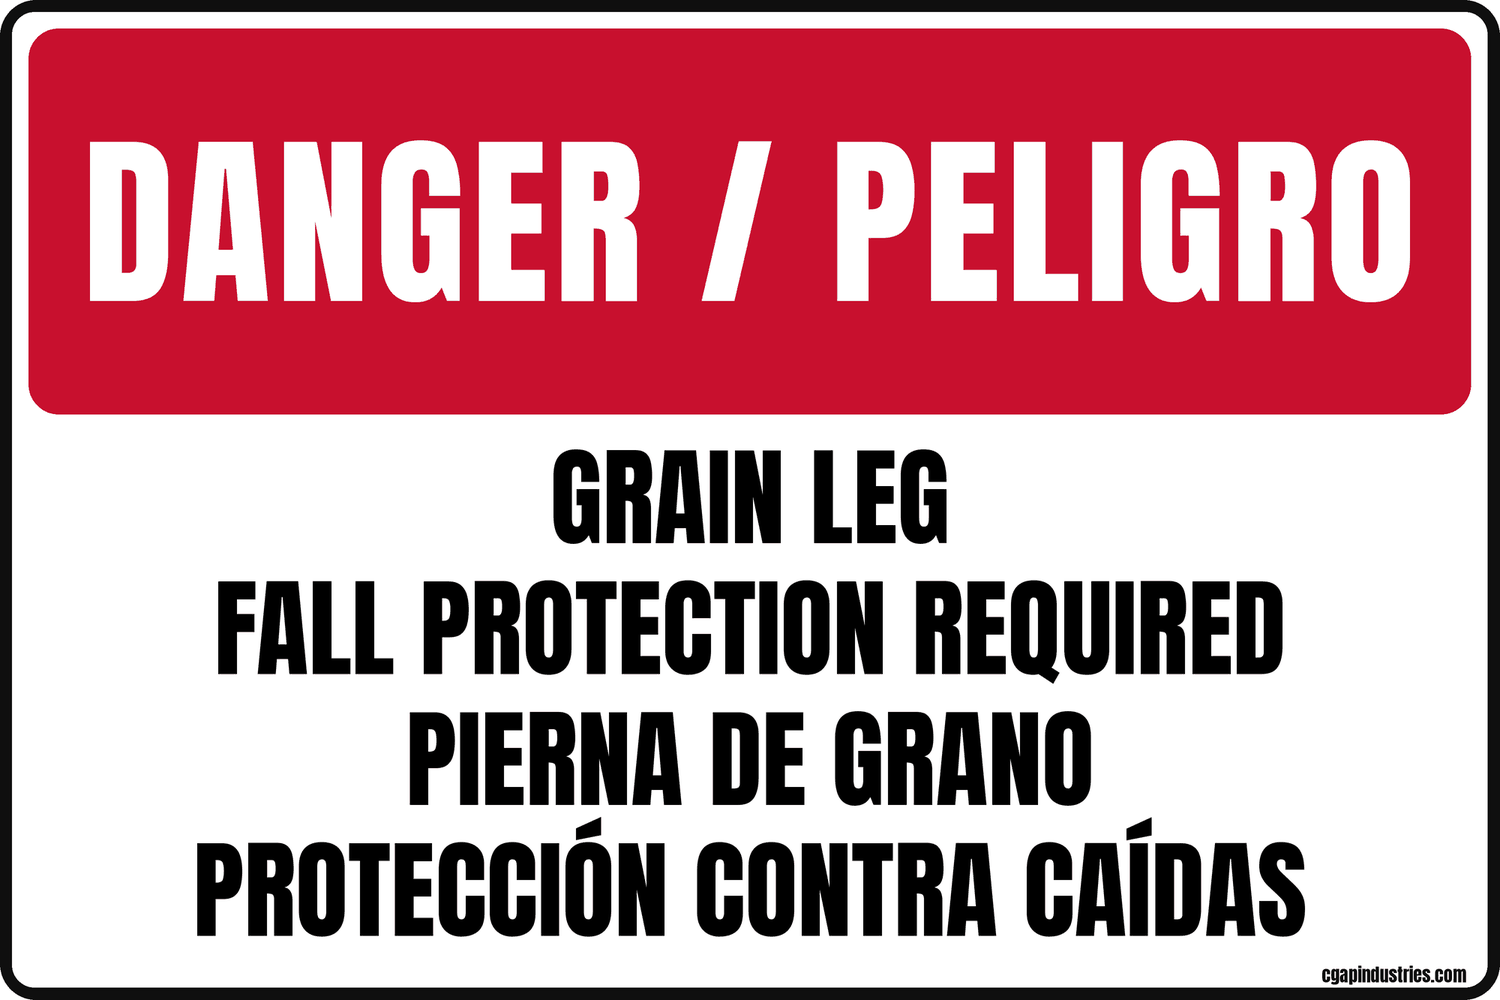 DANGER / PELIGRO
GRAIN LEG
FALL PROTECTION REQUIRED
PIERNA DE GRANO
PROTECCIÓN CONTRA CAÍDAS
cgapindustries.com